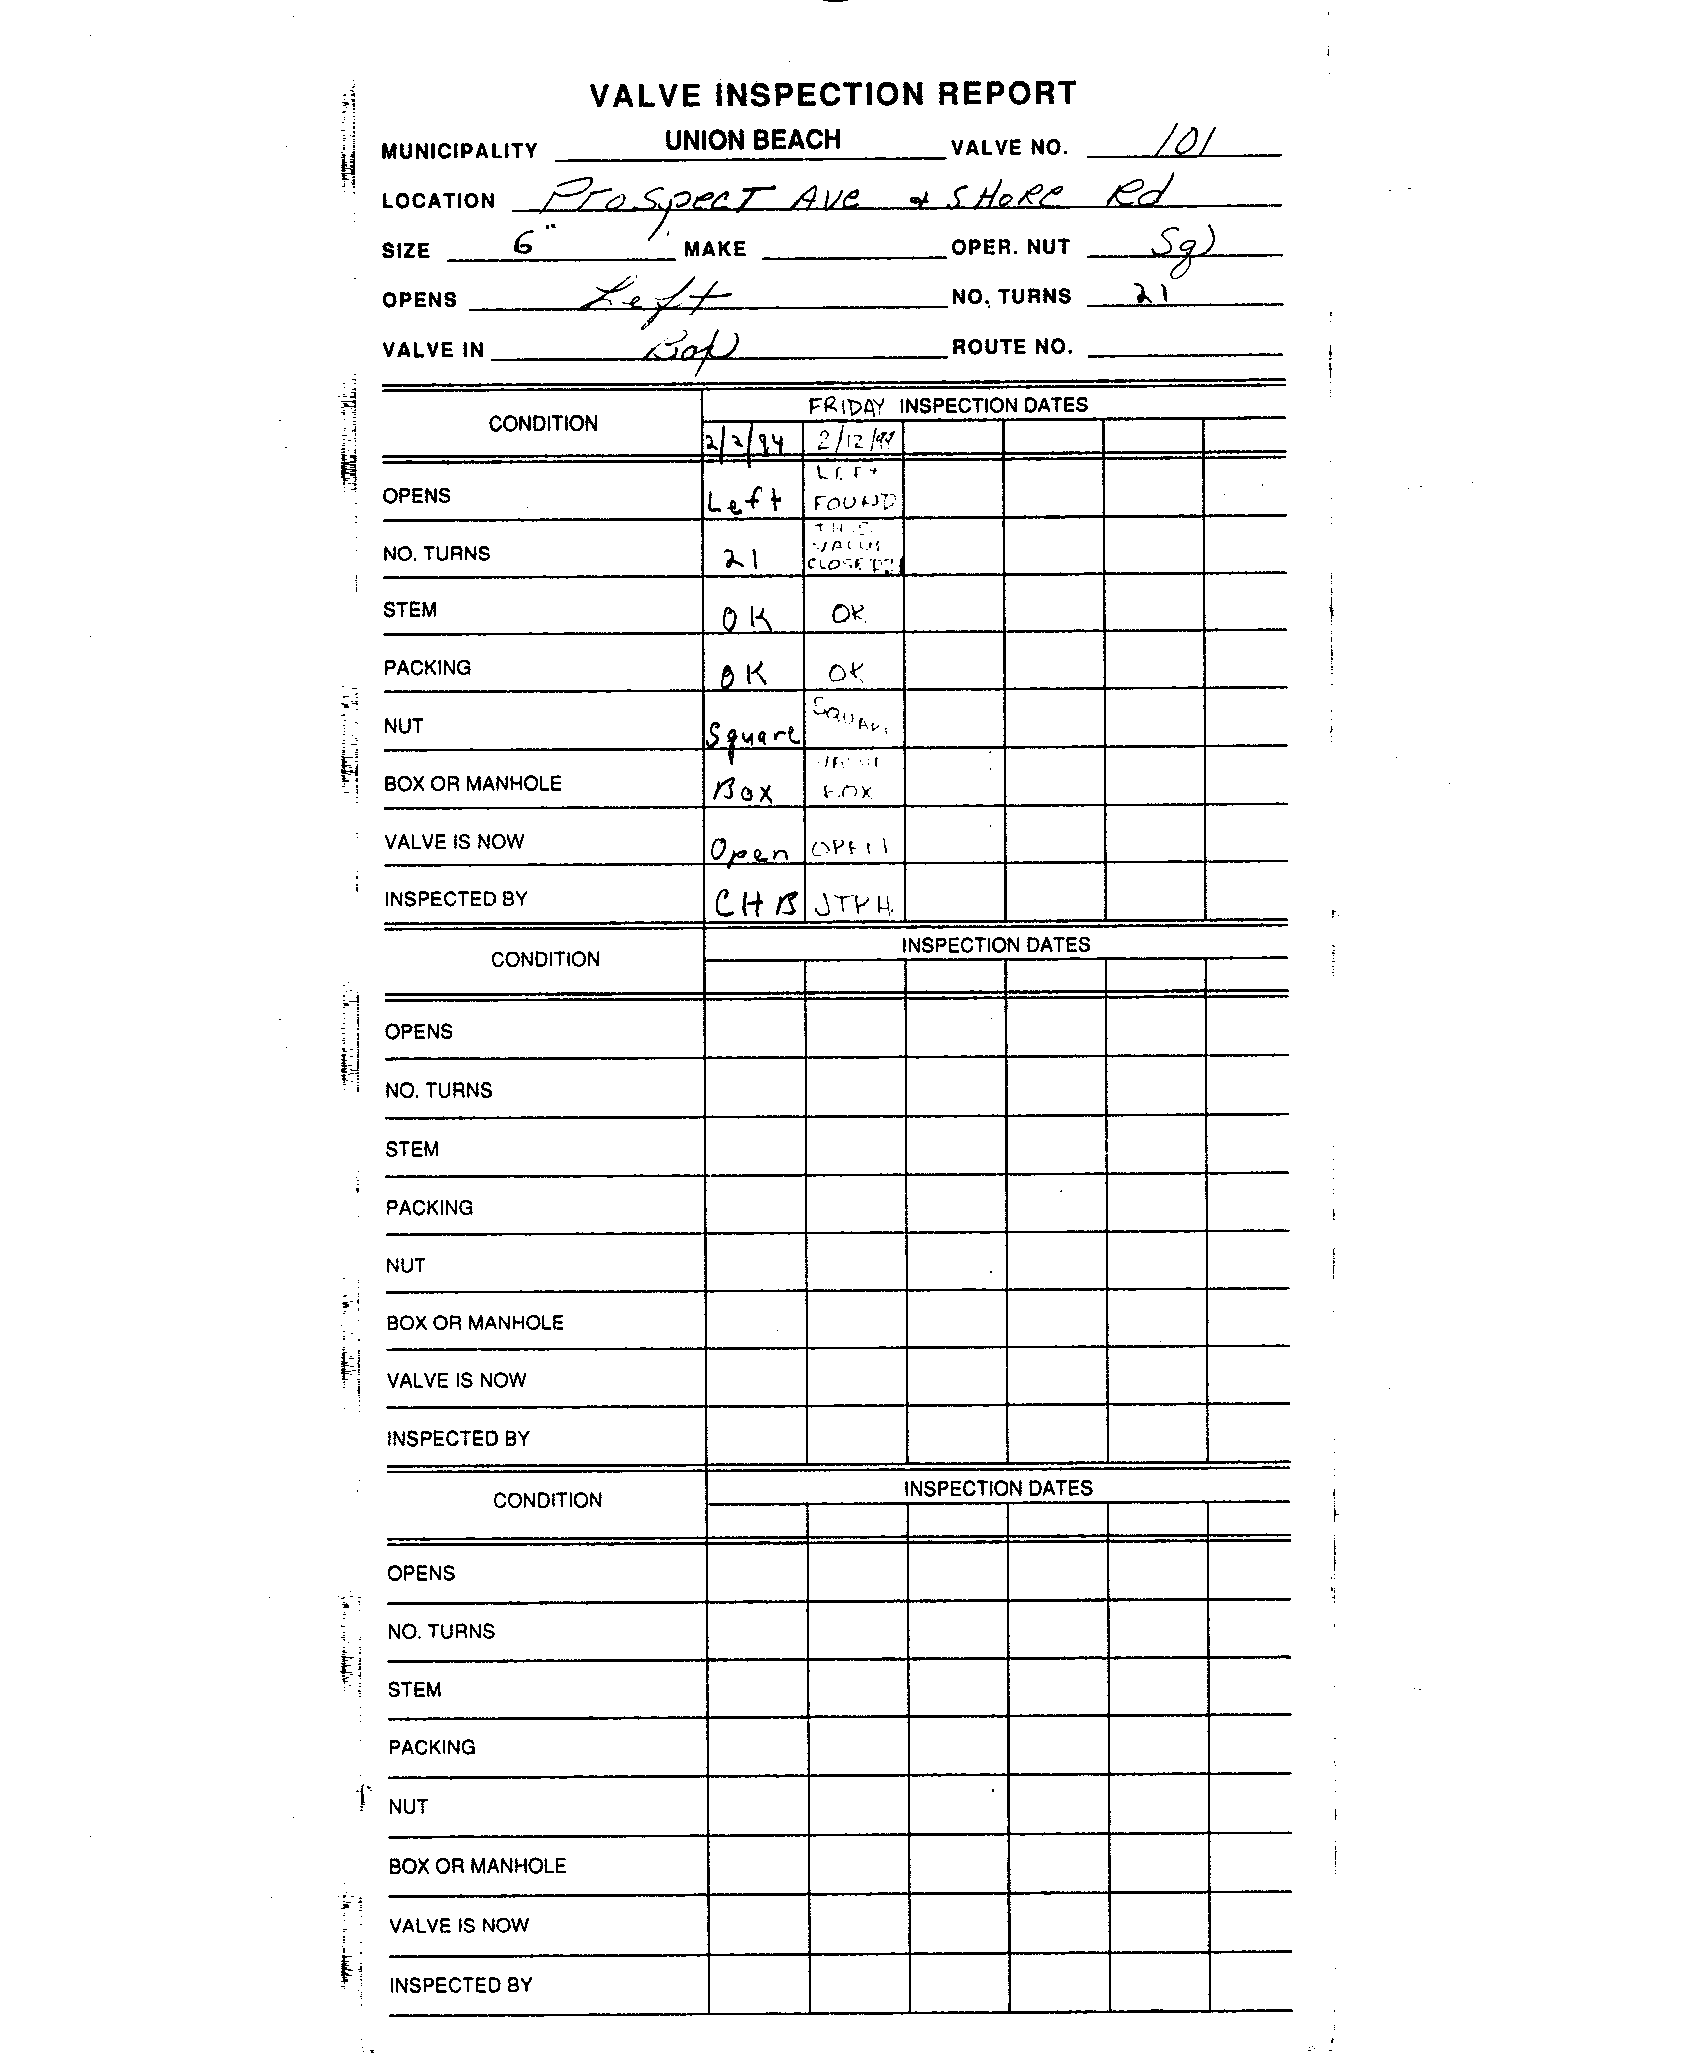 VALVE INSPECTION REPORT
MUNICIPALITY UNION BEACH VALVE NO. 101
LOCATION Prospect Ave & SHORE Rd
SIZE 6" MAKE OPER. NUT Sq
OPENS Left NO. TURNS 21
VALVE IN Box ROUTE NO.
CONDITION FRIDAY INSPECTION DATES
2/2/94 2/12/99
OPENS Left LEFT FOUND
NO. TURNS 21 THE VALVE CLOSED
STEM OK OK
PACKING OK OK
NUT Square SQUARE
BOX OR MANHOLE Box VALVE BOX
VALVE IS NOW Open OPEN
INSPECTED BY CHB JTPH
CONDITION INSPECTION DATES
OPENS
NO. TURNS
STEM
PACKING
NUT
BOX OR MANHOLE
VALVE IS NOW
INSPECTED BY
CONDITION INSPECTION DATES
OPENS
NO. TURNS
STEM
PACKING
NUT
BOX OR MANHOLE
VALVE IS NOW
INSPECTED BY